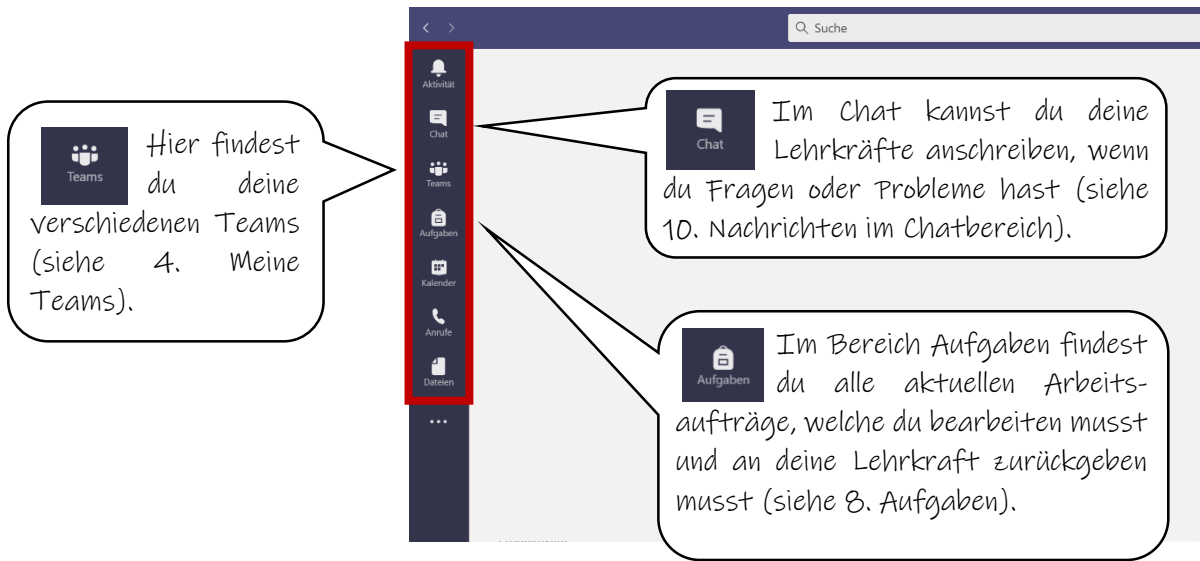 Suche
Aktivität
Chat
Teams
Aufgaben
Kalender
Anrufe
Dateien
Teams
Hier findest
du deine
verschiedenen Teams
(siehe 4. Meine
Teams).
Chat
Im Chat kannst du deine
Lehrkräfte anschreiben, wenn
du Fragen oder Probleme hast (siehe
10. Nachrichten im Chatbereich).
Aufgaben
Im Bereich Aufgaben findest
du alle aktuellen Arbeits-
aufträge, welche du bearbeiten musst
und an deine Lehrkraft zurückgeben
musst (siehe 8. Aufgaben).